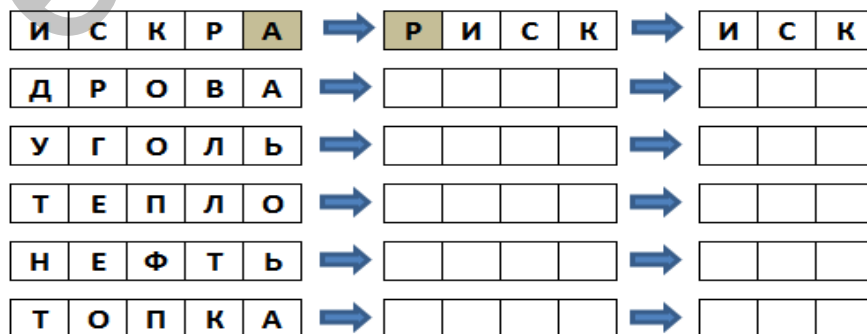 И С К Р А Р И С К И С К
Д Р О В А
У Г О Л Ь
Т Е П Л О
Н Е Ф Т Ь
Т О П К А